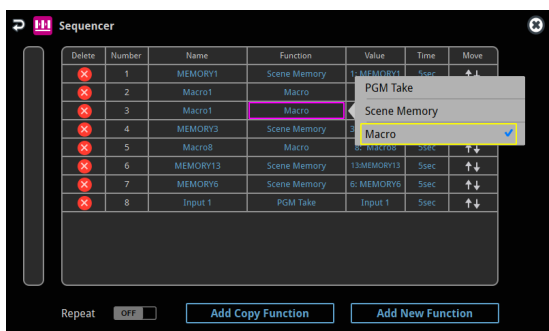 Sequencer
Delete Number Name Function Value Time Move
1 MEMORY1 Scene Memory 1: MEMORY1 5sec
2 Macro1 Macro
3 Macro1 Macro
4 MEMORY3 Scene Memory
5 Macro8 Macro 8: Macro8
6 MEMORY13 Scene Memory 13:MEMORY13 5sec
7 MEMORY6 Scene Memory 6: MEMORY6 5sec
8 Input 1 PGM Take Input 1 5sec
PGM Take
Scene Memory
Macro
Repeat OFF Add Copy Function Add New Function